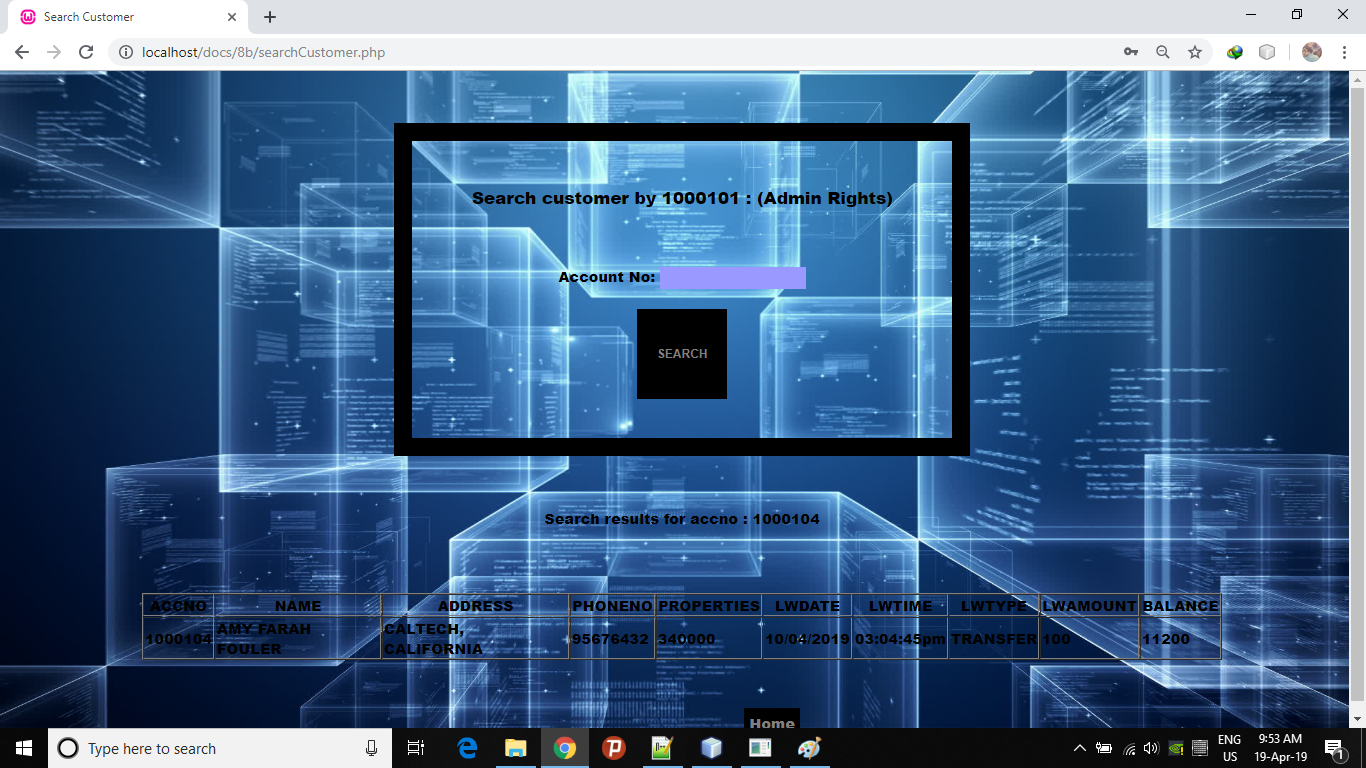 Search Customer
localhost/docs/8b/searchCustomer.php
Search customer by 1000101 : (Admin Rights)
Account No:
SEARCH
Search results for accno : 1000104
ACCNO NAME ADDRESS PHONENO PROPERTIES LWDATE LWTIME LWTYPE LWAMOUNT BALANCE
1000104 AMY FARAH FOULER CALTECH, CALIFORNIA 95676432 340000 10/04/2019 03:04:45pm TRANSFER 100 11200
Home
Type here to search
ENG 9:53 AM
US 19-Apr-19
1